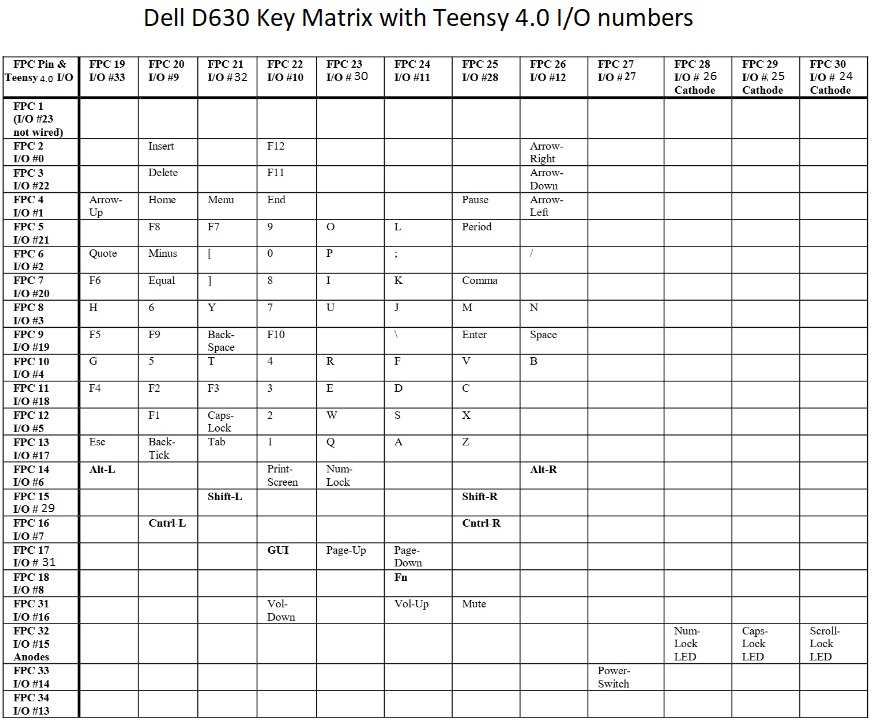 Dell D630 Key Matrix with Teensy 4.0 I/O numbers
FPC Pin & FPC 19 FPC 20 FPC 21 FPC 22 FPC 23 FPC 24 FPC 25 FPC 26 FPC 27 FPC 28 FPC 29 FPC 30
Teensy 4.0 I/O I/O #33 I/O #9 I/O #32 I/O #10 I/O # 30 I/O #11 I/O #28 I/O #12 I/O #27 I/O # 26 I/O #. 25 I/O # 24
Cathode Cathode Cathode
FPC 1
(I/O #23
not wired)
FPC 2 Insert F12 Arrow-
I/O #0 Right
FPC 3 Delete F11 Arrow-
I/O #22 Down
FPC 4 Arrow- Home Menu End Pause Arrow-
I/O #1 Up Left
FPC 5 F8 F7 9 O L Period
I/O #21
FPC 6 Quote Minus [ 0 P ; /
I/O #2
FPC 7 F6 Equal ] 8 I K Comma
I/O #20
FPC 8 H 6 Y 7 U J M N
I/O #3
FPC 9 F5 F9 Back- F10 \ Enter Space
I/O #19 Space
FPC 10 G 5 T 4 R F V B
I/O #4
FPC 11 F4 F2 F3 3 E D C
I/O #18
FPC 12 F1 Caps- 2 W S X
I/O #5 Lock
FPC 13 Esc Back- Tab 1 Q A Z
I/O #17 Tick
FPC 14 Alt-L Print- Num- Alt-R
I/O #6 Screen Lock
FPC 15 Shift-L Shift-R
I/O # 29
FPC 16 Cntrl-L Cntrl-R
I/O #7
FPC 17 GUI Page-Up Page-
I/O # 31 Down
FPC 18 Fn
I/O #8
FPC 31 Vol- Vol-Up Mute
I/O #16 Down
FPC 32 Num- Caps- Scroll-
I/O #15 Lock Lock Lock
Anodes LED LED LED
FPC 33 Power-
I/O #14 Switch
FPC 34
I/O #13